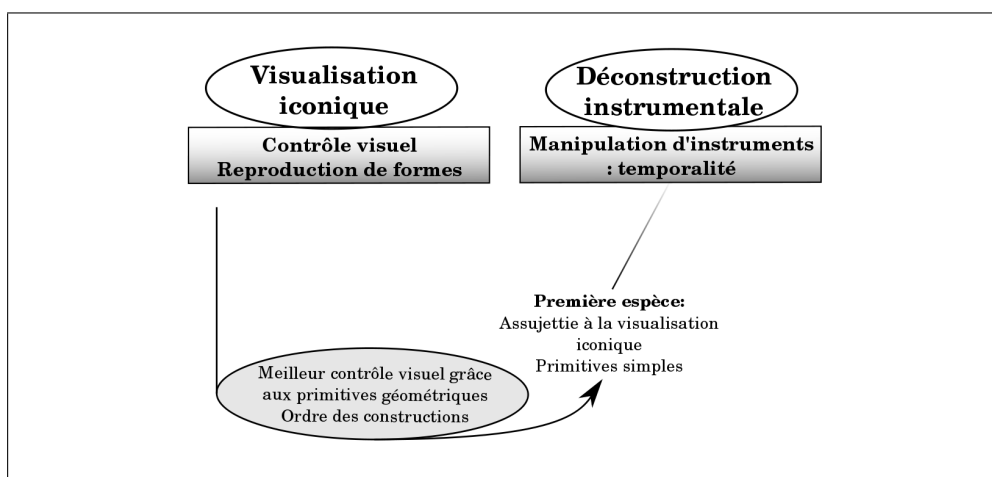 Visualisation
iconique
Contrôle visuel
Reproduction de formes
Déconstruction
instrumentale
Manipulation d'instruments
: temporalité
Première espèce:
Assujettie à la visualisation
iconique
Primitives simples
Meilleur contrôle visuel grâce
aux primitives géométriques
Ordre des constructions